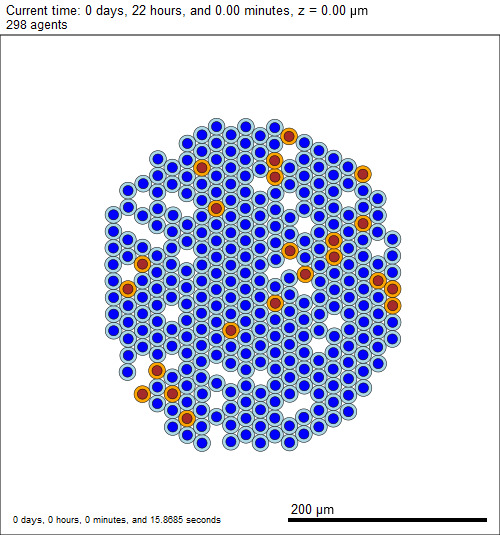 Current time: 0 days, 22 hours, and 0.00 minutes, z = 0.00 µm
298 agents
200 µm
0 days, 0 hours, 0 minutes, and 15.8685 seconds